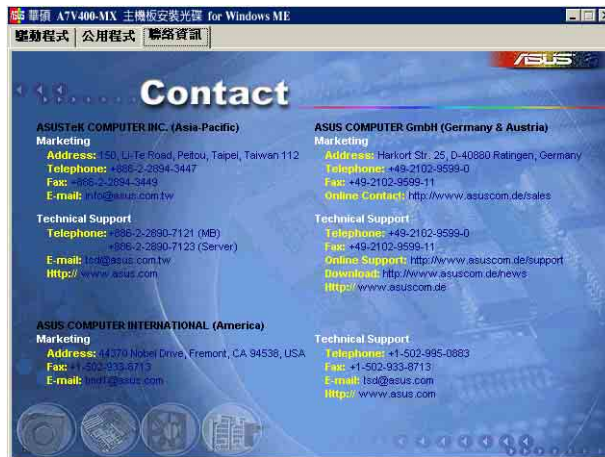 華碩 A7V400-MX 主機板安裝光碟 for Windows ME
驅動程式 公用程式 聯絡資訊
ASUS
Contact
ASUSTeK COMPUTER INC. (Asia-Pacific)
Marketing
Address: 150, Li-Te Road, Peitou, Taipei, Taiwan 112
Telephone: +886-2-2894-3447
Fax: +886-2-2894-3449
E-mail: info@asus.com.tw
Technical Support
Telephone: +886-2-2890-7121 (MB)
+886-2-2890-7123 (Server)
E-mail: tsd@asus.com.tw
Http:// www.asus.com
ASUS COMPUTER GmbH (Germany & Austria)
Marketing
Address: Harkort Str. 25, D-40880 Ratingen, Germany
Telephone: +49-2102-9599-0
Fax: +49-2102-9599-11
Online Contact: http://www.asuscom.de/sales
Technical Support
Telephone: +49-2102-9599-0
Fax: +49-2102-9599-11
Online Support: http://www.asuscom.de/support
Download: http://www.asuscom.de/news
Http:// www.asuscom.de
ASUS COMPUTER INTERNATIONAL (America)
Marketing
Address: 44370 Nobel Drive, Fremont, CA 94538, USA
Fax: +1-502-933-8713
E-mail: tmd1@asus.com
Technical Support
Telephone: +1-502-995-0883
Fax: +1-502-933-8713
E-mail: tsd@asus.com
Http:// www.asus.com